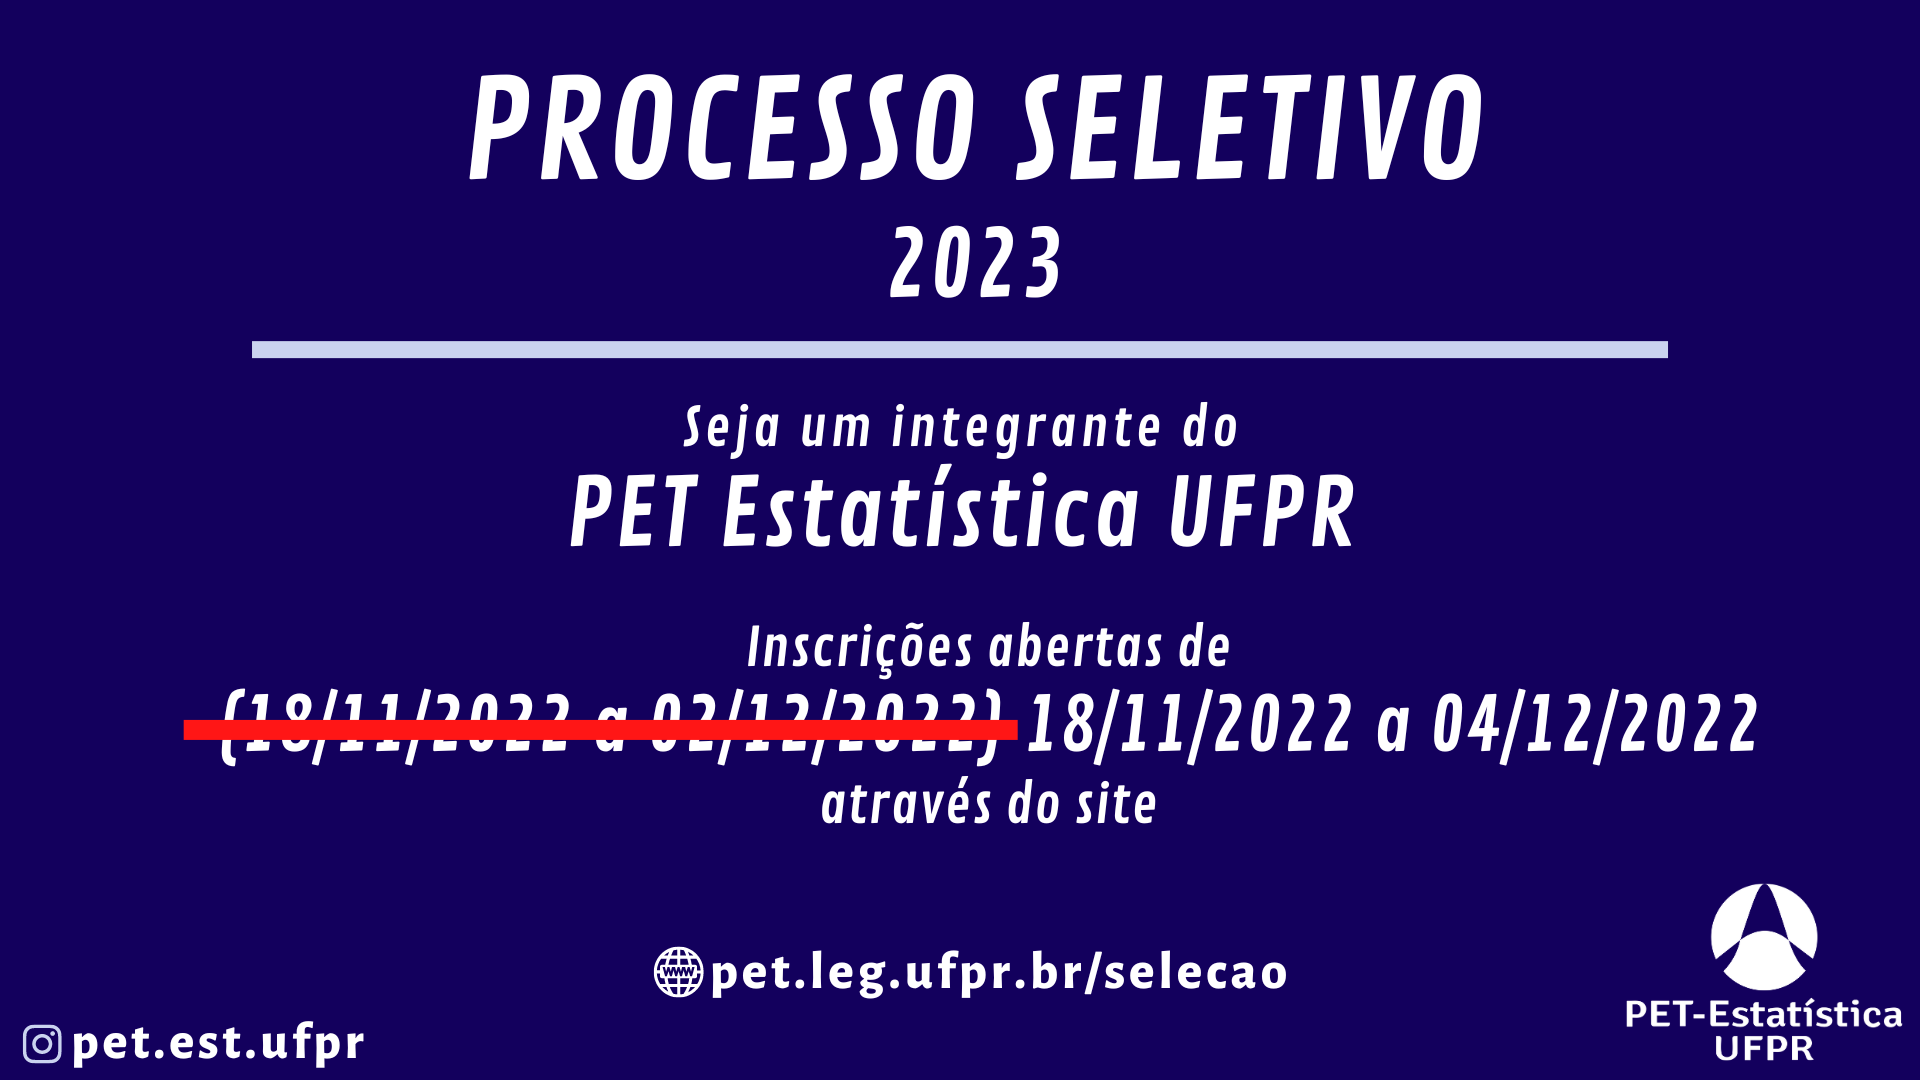 PROCESSO SELETIVO
2023
Seja um integrante do
PET Estatística UFPR
Inscrições abertas de
(18/11/2022 a 02/12/2022) 18/11/2022 a 04/12/2022
através do site
www pet.leg.ufpr.br/selecao
pet.est.ufpr
PET-Estatística
UFPR